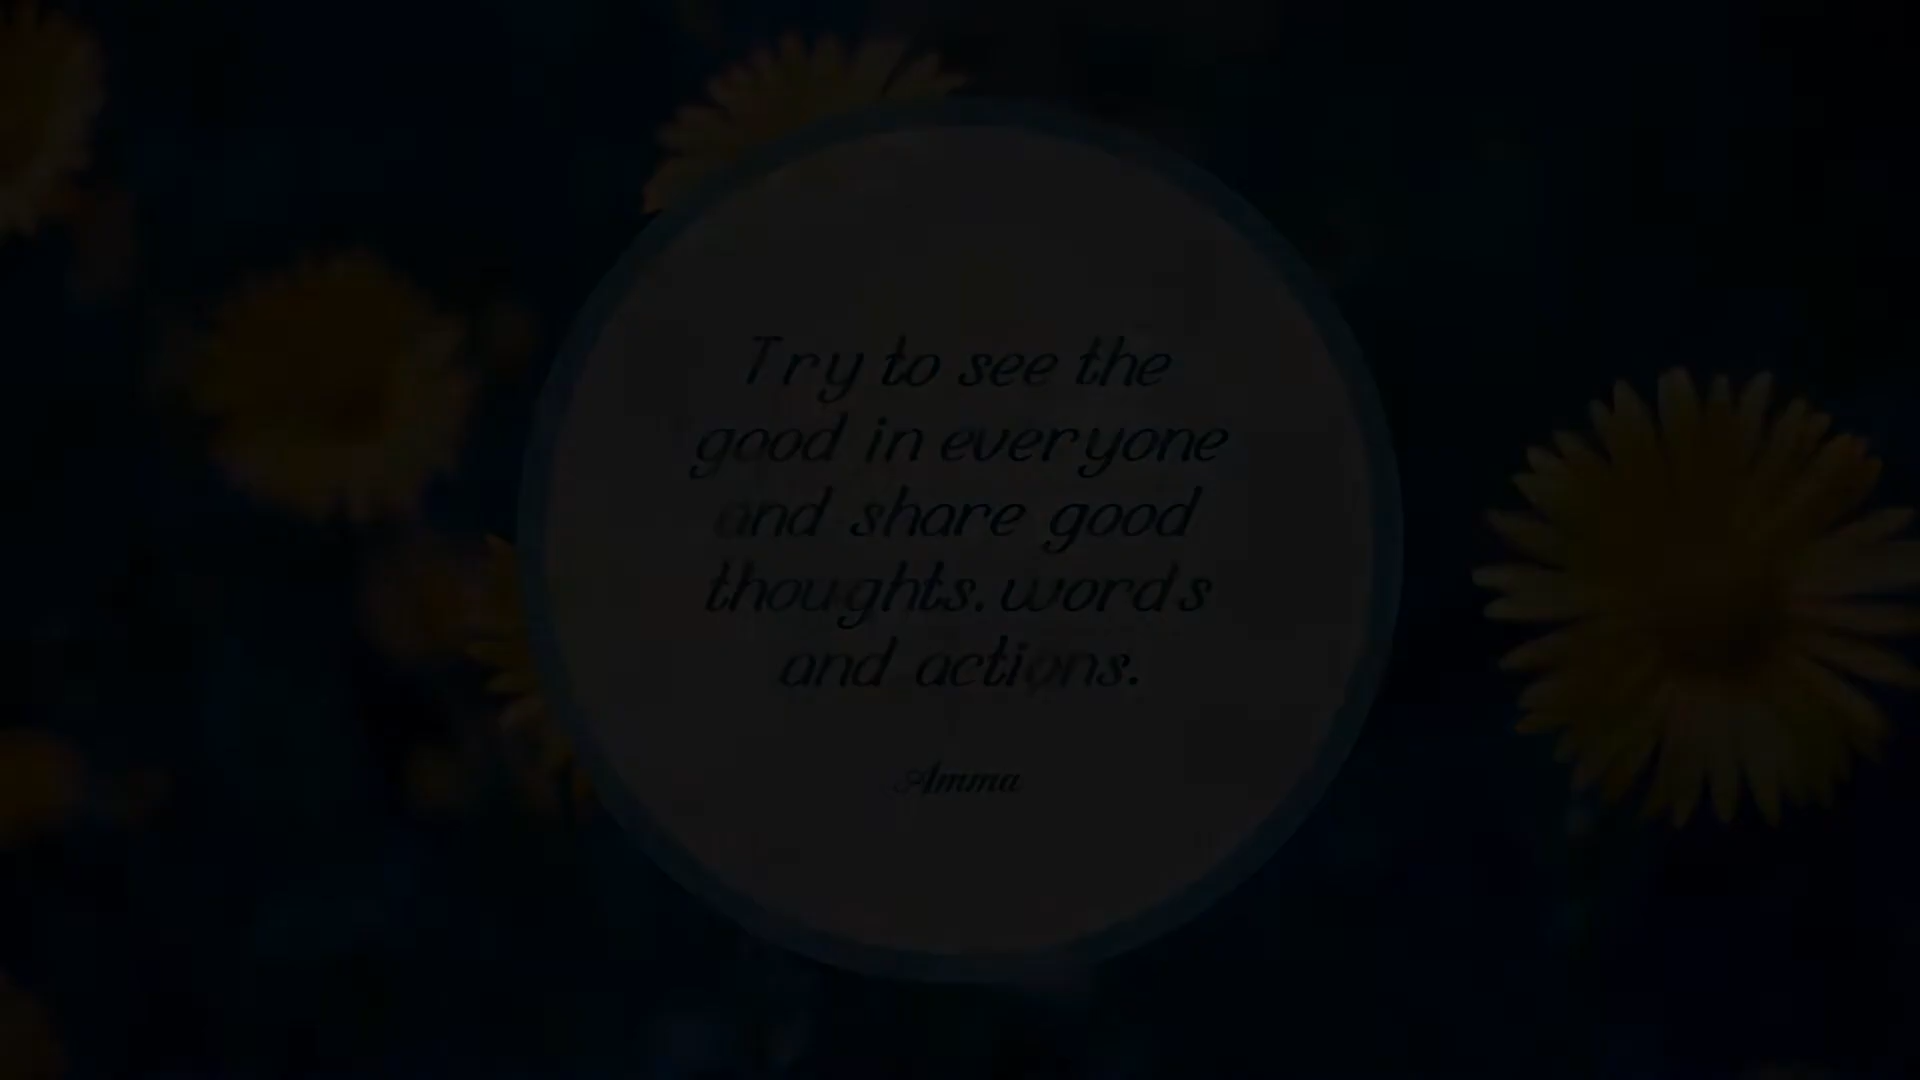 Try to see the
good in everyone
and share good
thoughts, words
and actions.
Amma